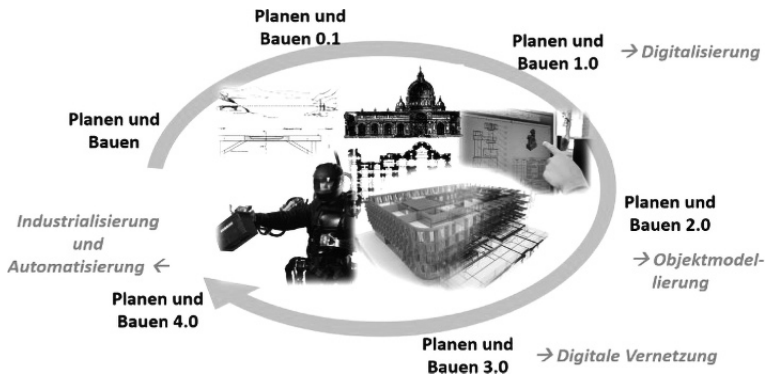 Planen und
Bauen
Planen und
Bauen 0.1
Planen und
Bauen 1.0
→ Digitalisierung
Planen und
Bauen 2.0
→ Objektmodel-
lierung
Planen und
Bauen 3.0
→ Digitale Vernetzung
Planen und
Bauen 4.0
Industrialisierung
und
Automatisierung ←